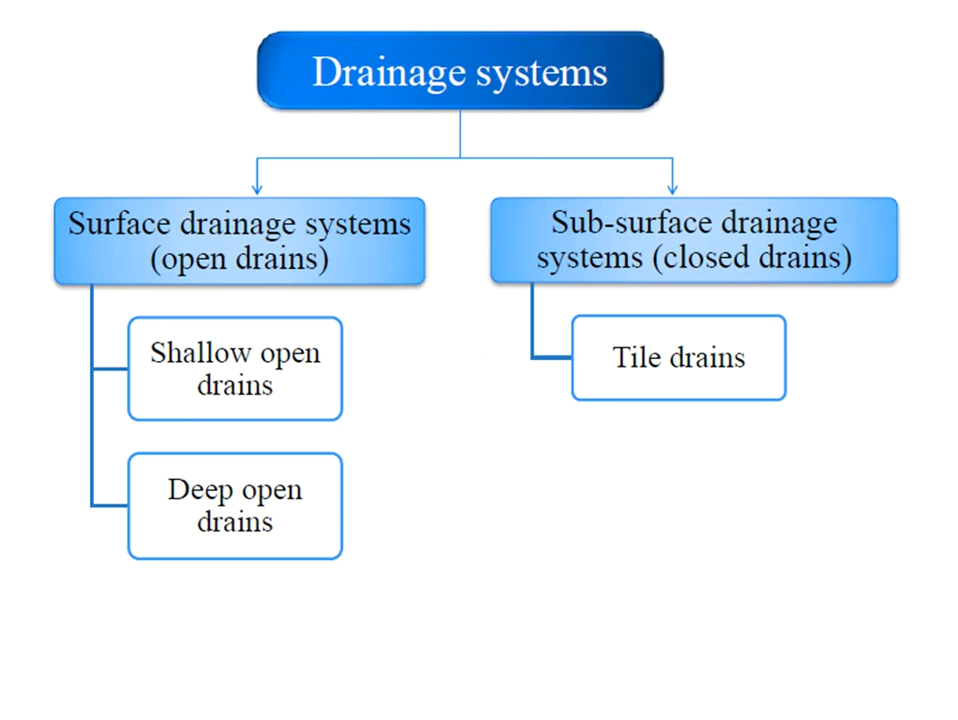 Drainage systems
Surface drainage systems
(open drains)
Sub-surface drainage
systems (closed drains)
Shallow open
drains
Tile drains
Deep open
drains